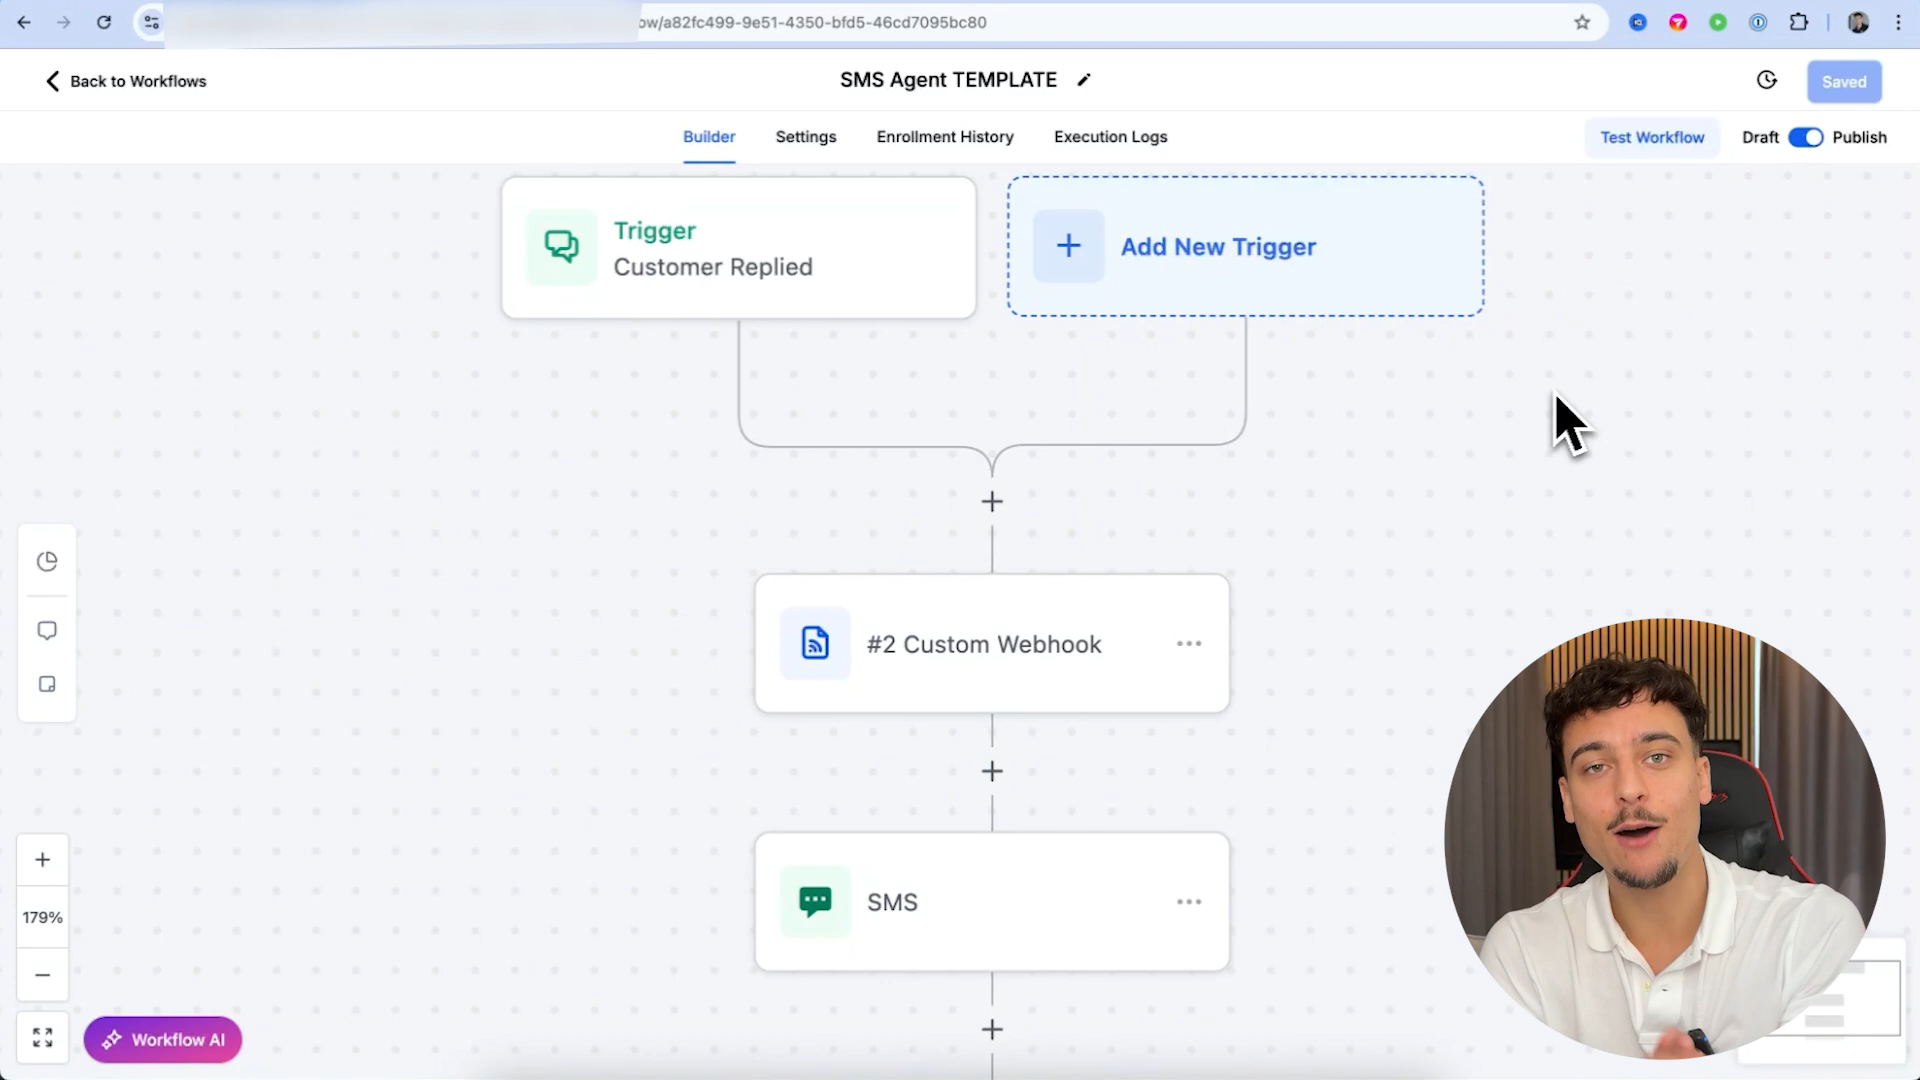 ow/a82fc499-9e51-4350-bfd5-46cd7095bc80
Back to Workflows
SMS Agent TEMPLATE
Saved
Builder
Settings
Enrollment History
Execution Logs
Test Workflow
Draft
Publish
Trigger
Customer Replied
Add New Trigger
#2 Custom Webhook
SMS
179%
Workflow AI